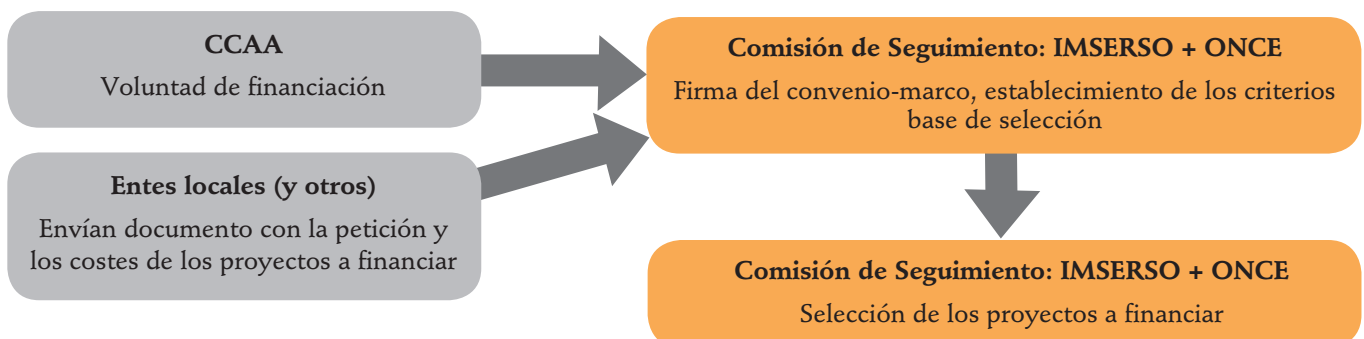 CCAA
Voluntad de financiación
Entes locales (y otros)
Envían documento con la petición y
los costes de los proyectos a financiar
Comisión de Seguimiento: IMSERSO + ONCE
Firma del convenio-marco, establecimiento de los criterios
base de selección
Comisión de Seguimiento: IMSERSO + ONCE
Selección de los proyectos a financiar